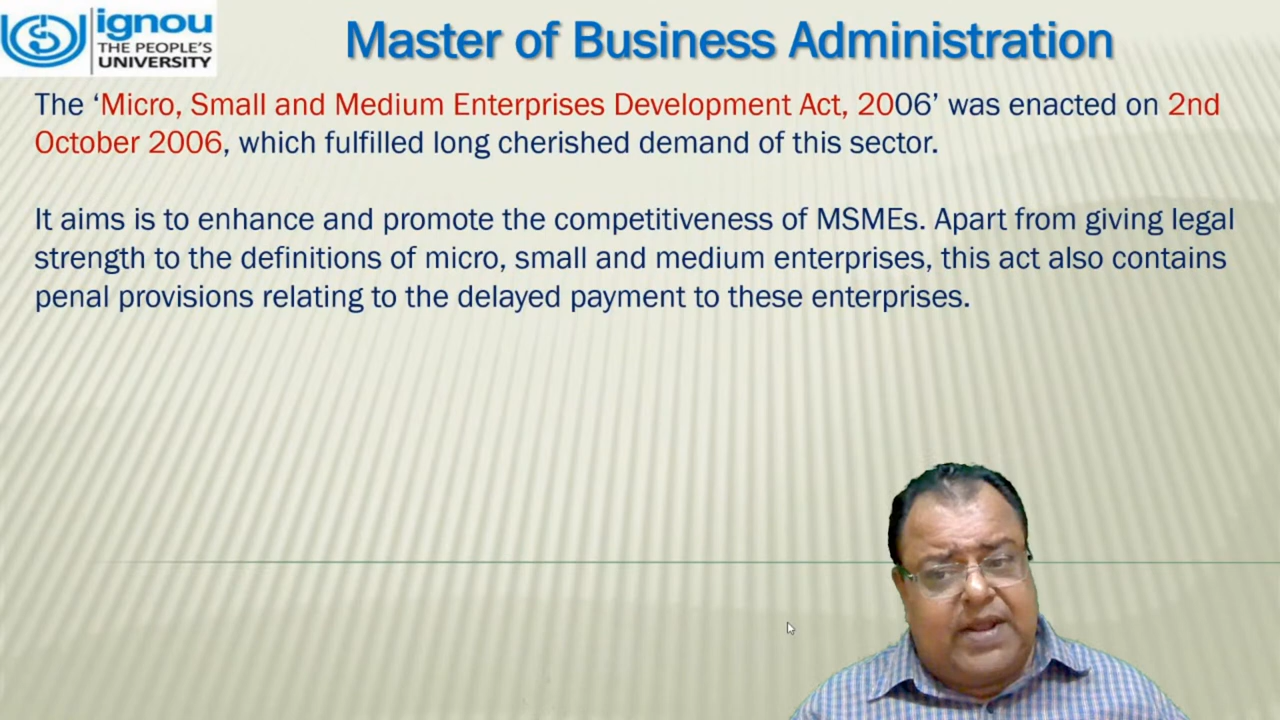 ignou
THE PEOPLE'S
UNIVERSITY
Master of Business Administration
The ‘Micro, Small and Medium Enterprises Development Act, 2006’ was enacted on 2nd
October 2006, which fulfilled long cherished demand of this sector.
It aims is to enhance and promote the competitiveness of MSMEs. Apart from giving legal
strength to the definitions of micro, small and medium enterprises, this act also contains
penal provisions relating to the delayed payment to these enterprises.